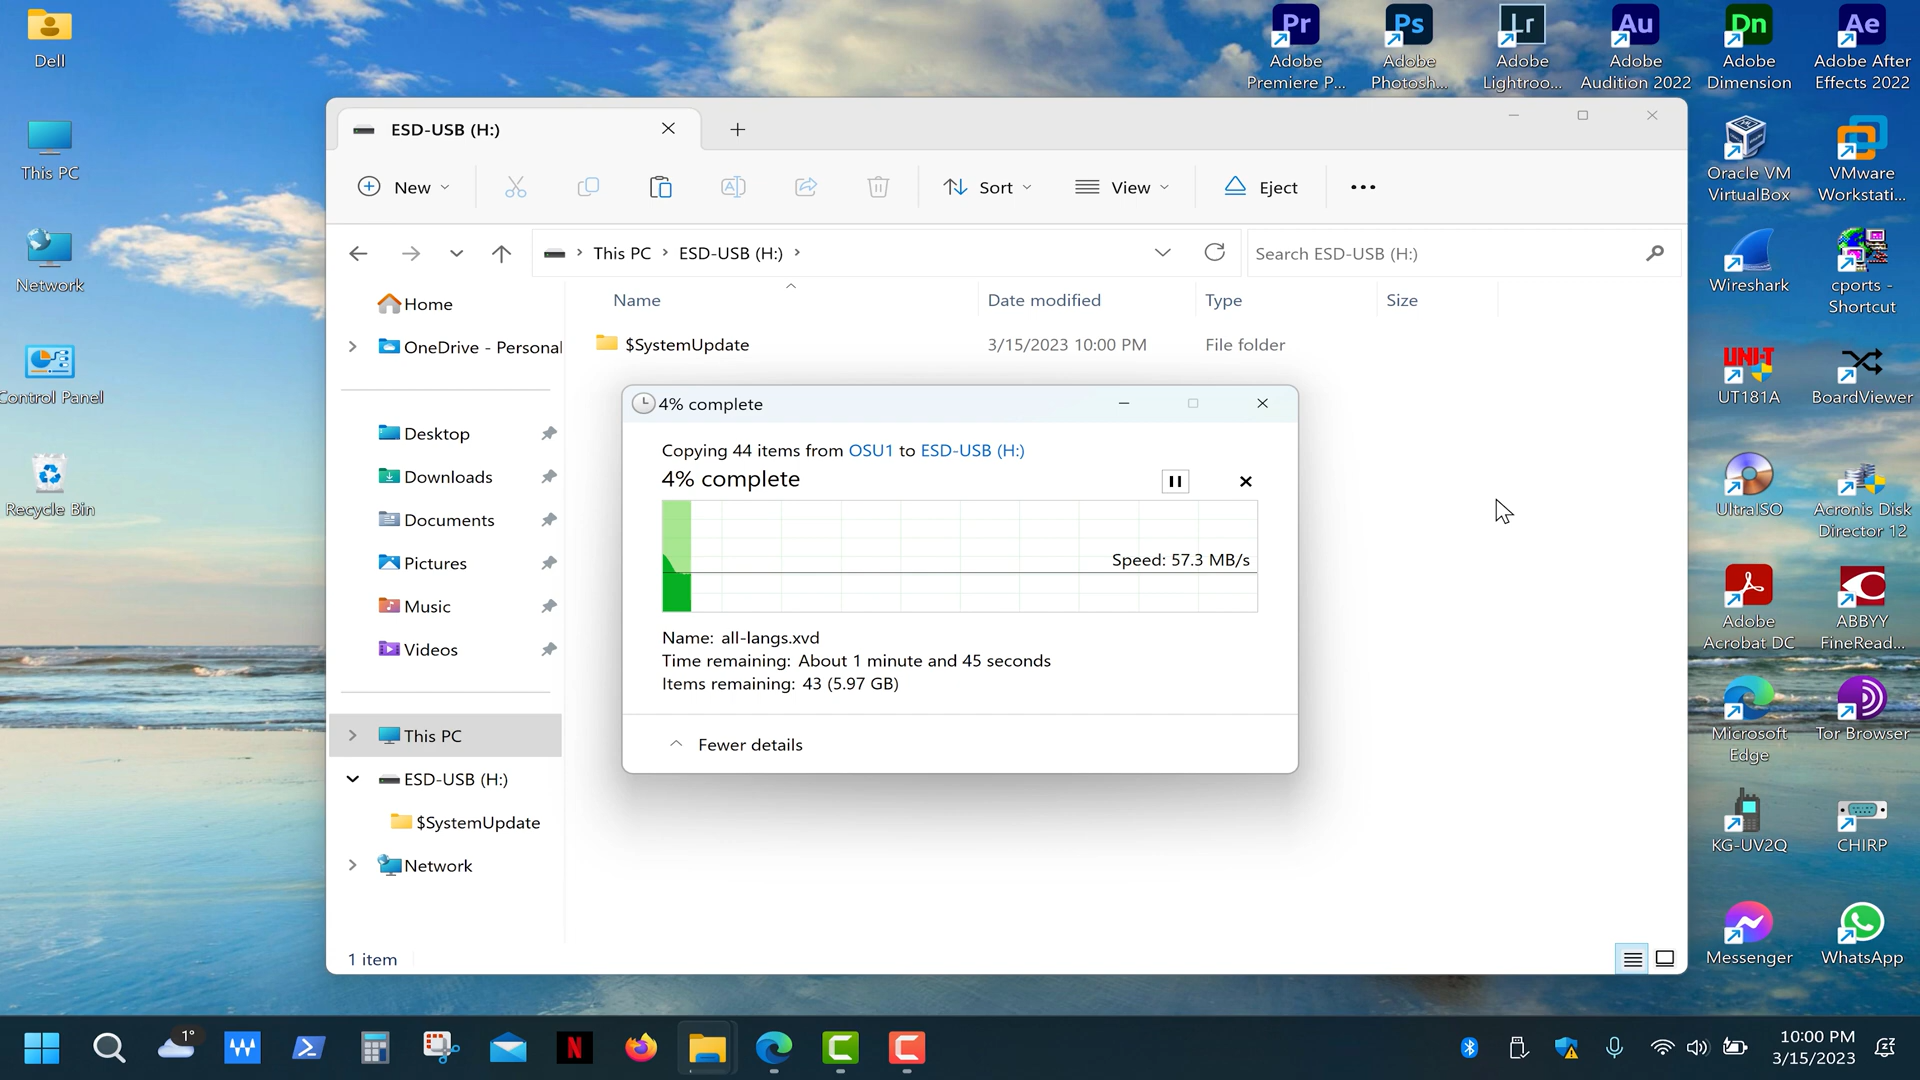 Dell
This PC
Network
Control Panel
Recycle Bin
Pr
Adobe
Premiere P...
Ps
Adobe
Photosh...
Lr
Adobe
Lightroo...
Au
Adobe
Audition 2022
Dn
Adobe
Dimension
Ae
Adobe After
Effects 2022
Oracle VM
VirtualBox
VMware
Workstati...
Wireshark
cports -
Shortcut
UNI-T
UT181A
BoardViewer
UltraISO
Acronis Disk
Director 12
Adobe
Acrobat DC
ABBYY
FineRead...
Microsoft
Edge
Tor Browser
KG-UV2Q
CHIRP
Messenger
WhatsApp
ESD-USB (H:)
New
Sort
View
Eject
This PC
ESD-USB (H:)
Search ESD-USB (H:)
Name
Date modified
Type
Size
$SystemUpdate
3/15/2023 10:00 PM
File folder
Home
OneDrive - Personal
Desktop
Downloads
Documents
Pictures
Music
Videos
This PC
ESD-USB (H:)
$SystemUpdate
Network
1 item
4% complete
Copying 44 items from OSU1 to ESD-USB (H:)
4% complete
Speed: 57.3 MB/s
Name: all-langs.xvd
Time remaining: About 1 minute and 45 seconds
Items remaining: 43 (5.97 GB)
Fewer details
1°
W
N
C
C
10:00 PM
3/15/2023